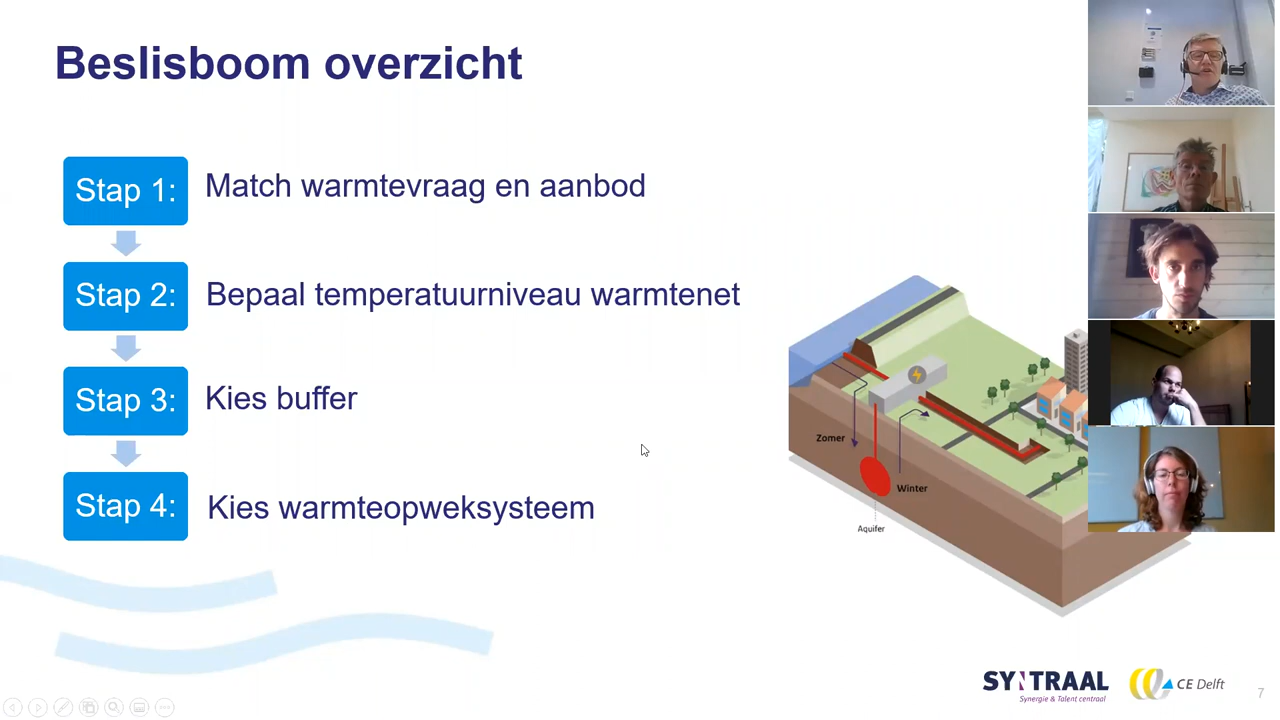 Beslisboom overzicht
Stap 1:
Match warmtevraag en aanbod
Stap 2:
Bepaal temperatuurniveau warmtenet
Stap 3:
Kies buffer
Stap 4:
Kies warmteopweksysteem
Zomer
Winter
Aquifer
SYNTRAAL
Synergie & Talent centraal
CE Delft
7